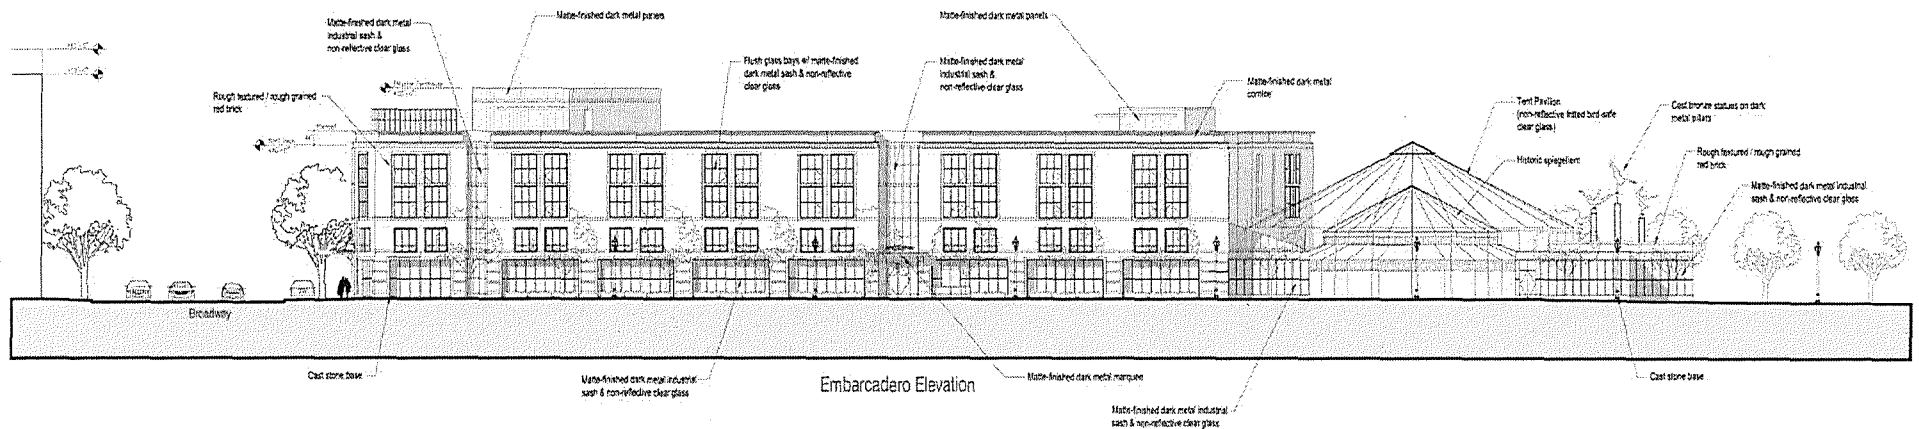 Matte-finished dark metal
industrial sash &
non-reflective clear glass
Matte-finished dark metal panels
Matte-finished dark metal panels
Rough textured / rough grained
red brick
Flush glass bays w/ matte-finished
dark metal sash & non-reflective
clear glass
Matte-finished dark metal
industrial sash &
non-reflective clear glass
Matte-finished dark metal
cornice
Tent Pavilion
(non-reflective fritted bird-safe
clear glass)
Historic spiegeltent
Cast bronze statues on dark
metal pillars
Rough textured / rough grained
red brick
Matte-finished dark metal industrial
sash & non-reflective clear glass
Broadway
Cast stone base
Matte-finished dark metal industrial
sash & non-reflective clear glass
Embarcadero Elevation
Matte-finished dark metal marquee
Matte-finished dark metal industrial
sash & non-reflective clear glass
Cast stone base